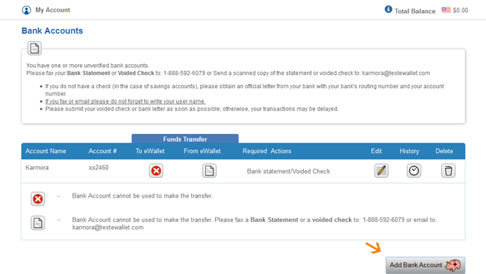 My Account
Total Balance $0.00
Bank Accounts
You have one or more unverified bank accounts.
Please fax your Bank Statement or Voided Check to: 1-888-592-6079 or Send a scanned copy of the statement or voided check to: karmora@testewallet.com
If you do not have a check (in the case of savings accounts), please obtain an official letter from your bank with your bank's routing number and your account
number.
If you fax or email please do not forget to write your user name.
Please submit your voided check or bank letter as soon as possible; otherwise, your transactions may be delayed.
Funds Transfer
Account Name Account # To eWallet From eWallet Required Actions Edit History Delete
Karmora xx2460 Bank statement/Voided Check
- Bank Account cannot be used to make the transfer.
- Bank Account cannot be used to make the transfer. Please fax a Bank Statement or a voided check to: 1-888-592-6079 or email to:
karmora@testewallet.com
Add Bank Account